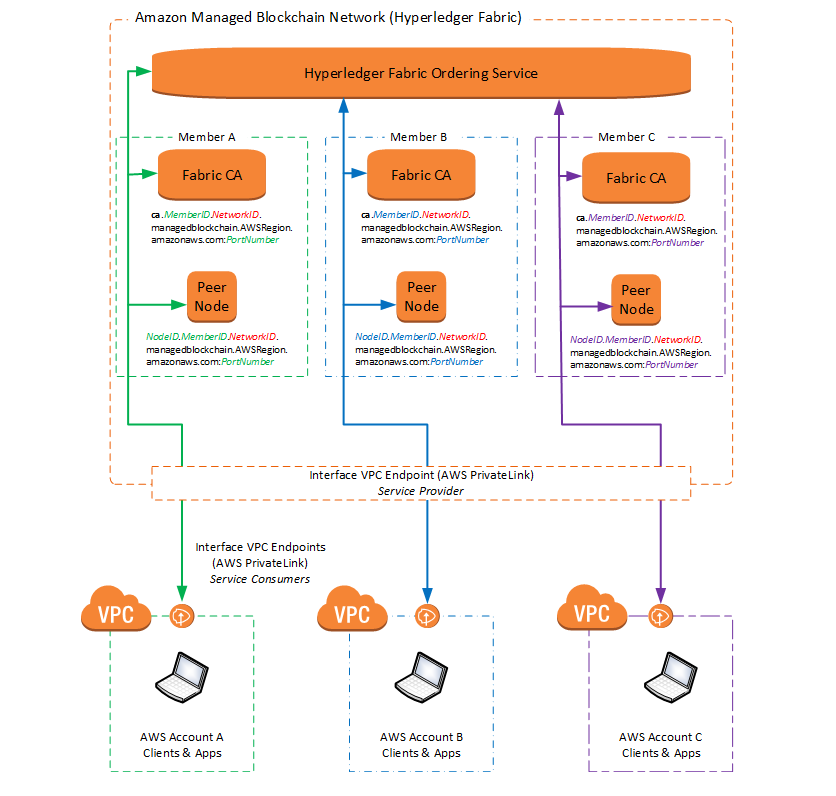 Amazon Managed Blockchain Network (Hyperledger Fabric)
Hyperledger Fabric Ordering Service
Member A
Fabric CA
ca.MemberID.NetworkID.
managedblockchain.AWSRegion.
amazonaws.com:PortNumber
Peer
Node
NodeID.MemberID.NetworkID.
managedblockchain.AWSRegion.
amazonaws.com:PortNumber
Member B
Fabric CA
ca.MemberID.NetworkID.
managedblockchain.AWSRegion.
amazonaws.com:PortNumber
Peer
Node
NodeID.MemberID.NetworkID.
managedblockchain.AWSRegion.
amazonaws.com:PortNumber
Member C
Fabric CA
ca.MemberID.NetworkID.
managedblockchain.AWSRegion.
amazonaws.com:PortNumber
Peer
Node
NodeID.MemberID.NetworkID.
managedblockchain.AWSRegion.
amazonaws.com:PortNumber
Interface VPC Endpoint (AWS PrivateLink)
Service Provider
Interface VPC Endpoints
(AWS PrivateLink)
Service Consumers
VPC
AWS Account A
Clients & Apps
VPC
AWS Account B
Clients & Apps
VPC
AWS Account C
Clients & Apps